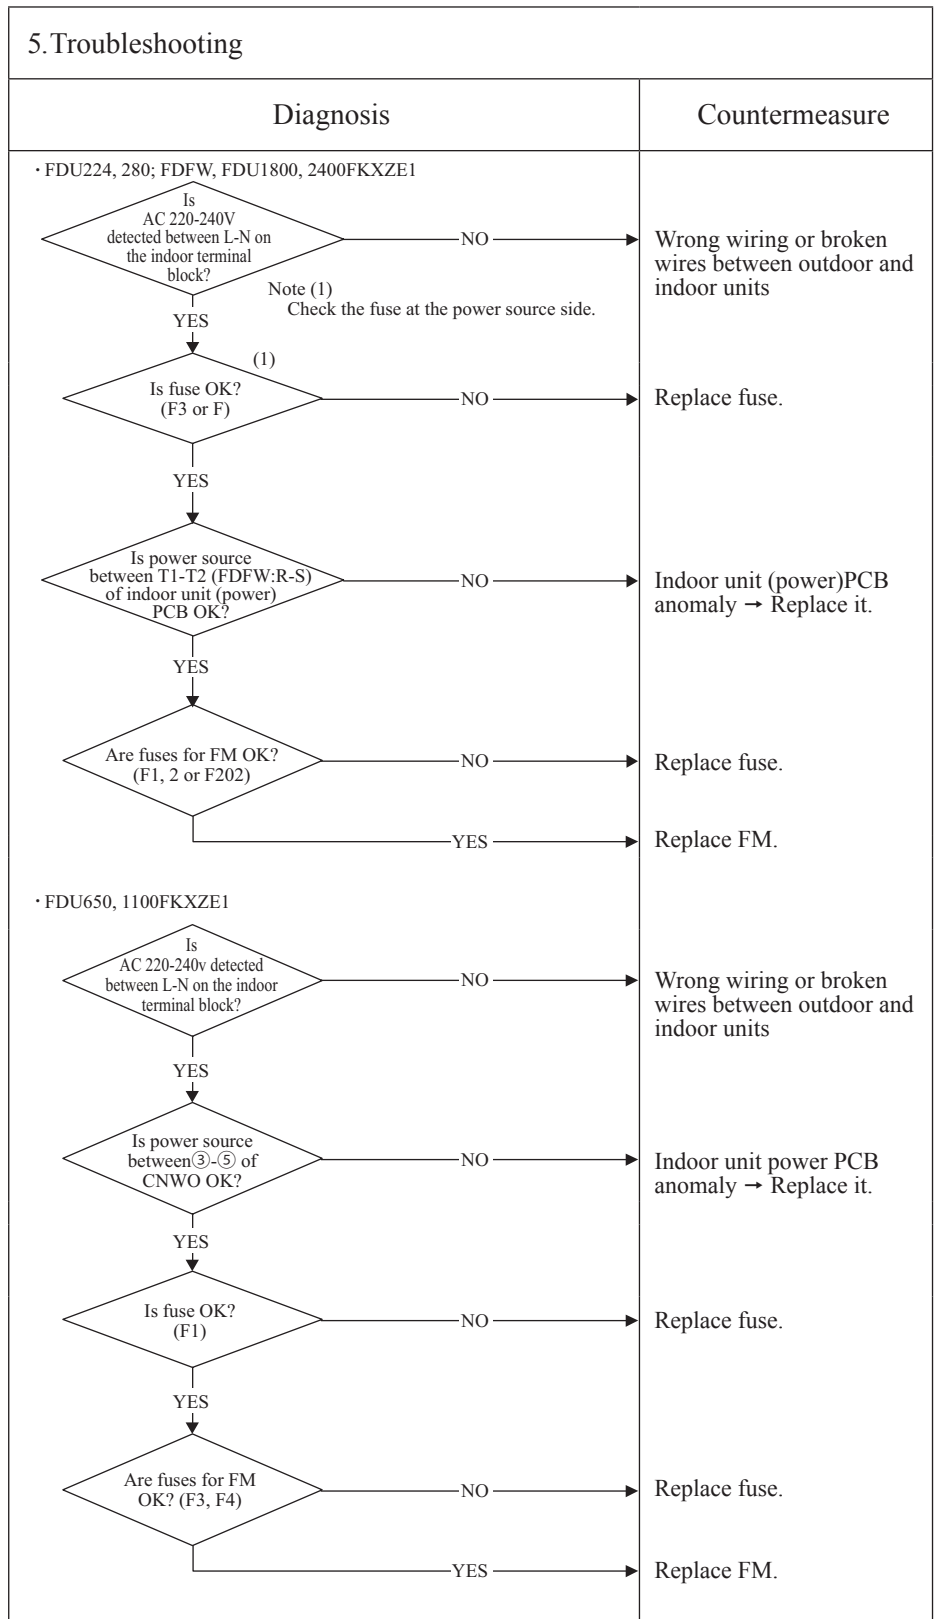 5.Troubleshooting
Diagnosis
Countermeasure
・FDU224, 280; FDFW, FDU1800, 2400FKXZE1
Is
AC 220-240V
detected between L-N on
the indoor terminal
block?
NO
Wrong wiring or broken
wires between outdoor and
indoor units
Note (1)
Check the fuse at the power source side.
YES
(1)
Is fuse OK?
(F3 or F)
NO
Replace fuse.
YES
Is power source
between T1-T2 (FDFW:R-S)
of indoor unit (power)
PCB OK?
NO
Indoor unit (power)PCB
anomaly → Replace it.
YES
Are fuses for FM OK?
(F1, 2 or F202)
NO
Replace fuse.
YES
Replace FM.
・FDU650, 1100FKXZE1
Is
AC 220-240v detected
between L-N on the indoor
terminal block?
NO
Wrong wiring or broken
wires between outdoor and
indoor units
YES
Is power source
between③-⑤ of
CNWO OK?
NO
Indoor unit power PCB
anomaly → Replace it.
YES
Is fuse OK?
(F1)
NO
Replace fuse.
YES
Are fuses for FM
OK? (F3, F4)
NO
Replace fuse.
YES
Replace FM.